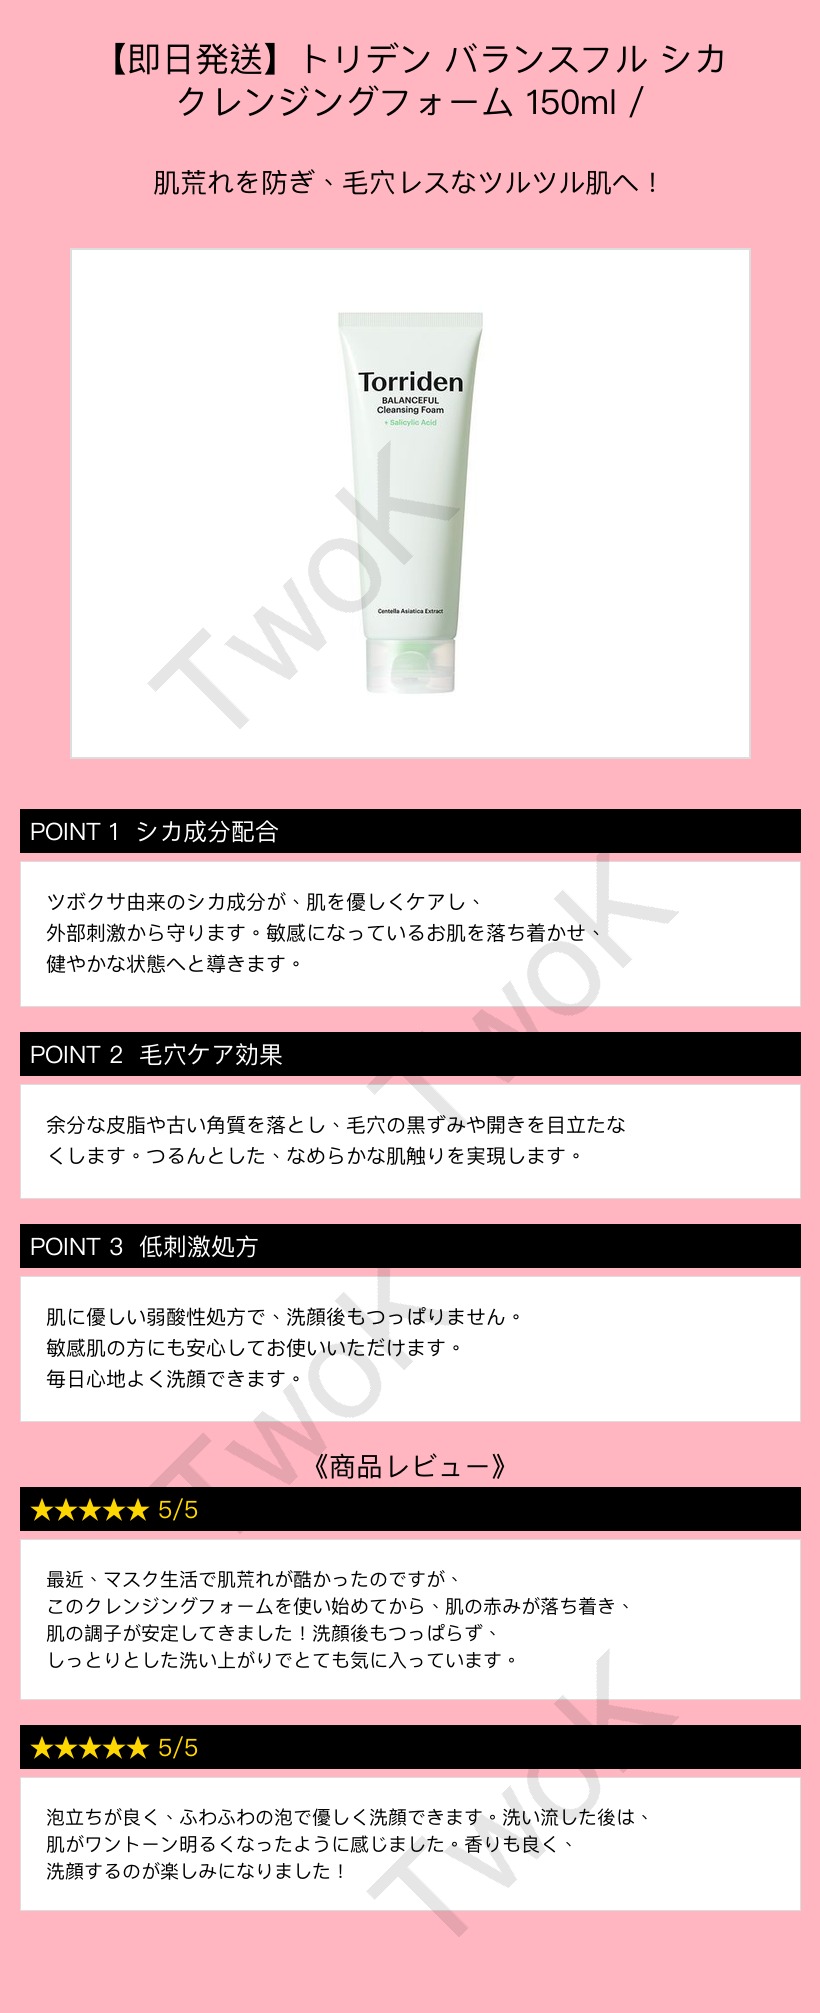 【即日発送】トリデン バランスフル シカ
クレンジングフォーム 150ml /
肌荒れを防ぎ、毛穴レスなツルツル肌へ！
Torriden
BALANCEFUL
Cleansing Foam
+ Salicylic Acid
Centella Asiatica Extract
TwoK
POINT 1 シカ成分配合
ツボクサ由来のシカ成分が、肌を優しくケアし、
外部刺激から守ります。敏感になっているお肌を落ち着かせ、
健やかな状態へと導きます。
TwoK
POINT 2 毛穴ケア効果
余分な皮脂や古い角質を落とし、毛穴の黒ずみや開きを目立たな
くします。つるんとした、なめらかな肌触りを実現します。
POINT 3 低刺激処方
肌に優しい弱酸性処方で、洗顔後もつっぱりません。
敏感肌の方にも安心してお使いいただけます。
毎日心地よく洗顔できます。
TwoK
《商品レビュー》
★★★★★ 5/5
最近、マスク生活で肌荒れが酷かったのですが、
このクレンジングフォームを使い始めてから、肌の赤みが落ち着き、
肌の調子が安定してきました！洗顔後もつっぱらず、
しっとりとした洗い上がりでとても気に入っています。
★★★★★ 5/5
泡立ちが良く、ふわふわの泡で優しく洗顔できます。洗い流した後は、
肌がワントーン明るくなったように感じました。香りも良く、
洗顔するのが楽しみになりました！
TwoK